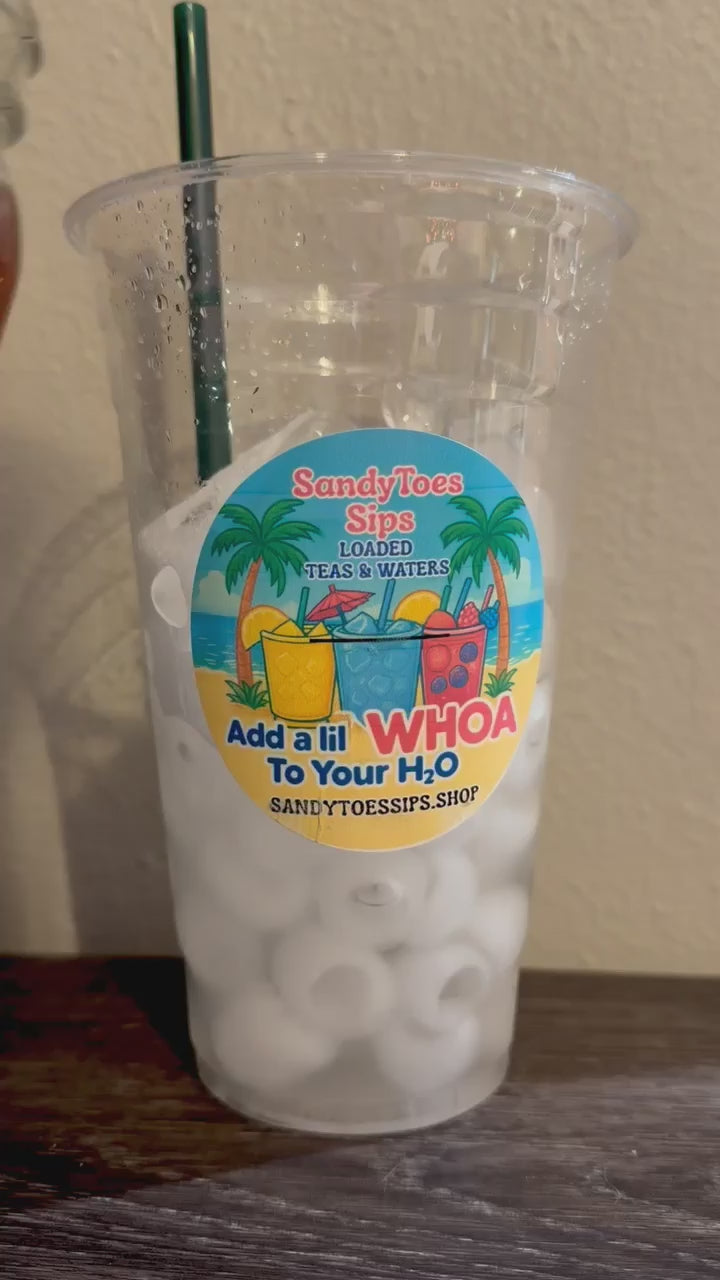 SandyToes
Sips
LOADED
TEAS & WATERS
Add a lil WHOA
To Your H₂O
SANDYTOESSIPS.SHOP